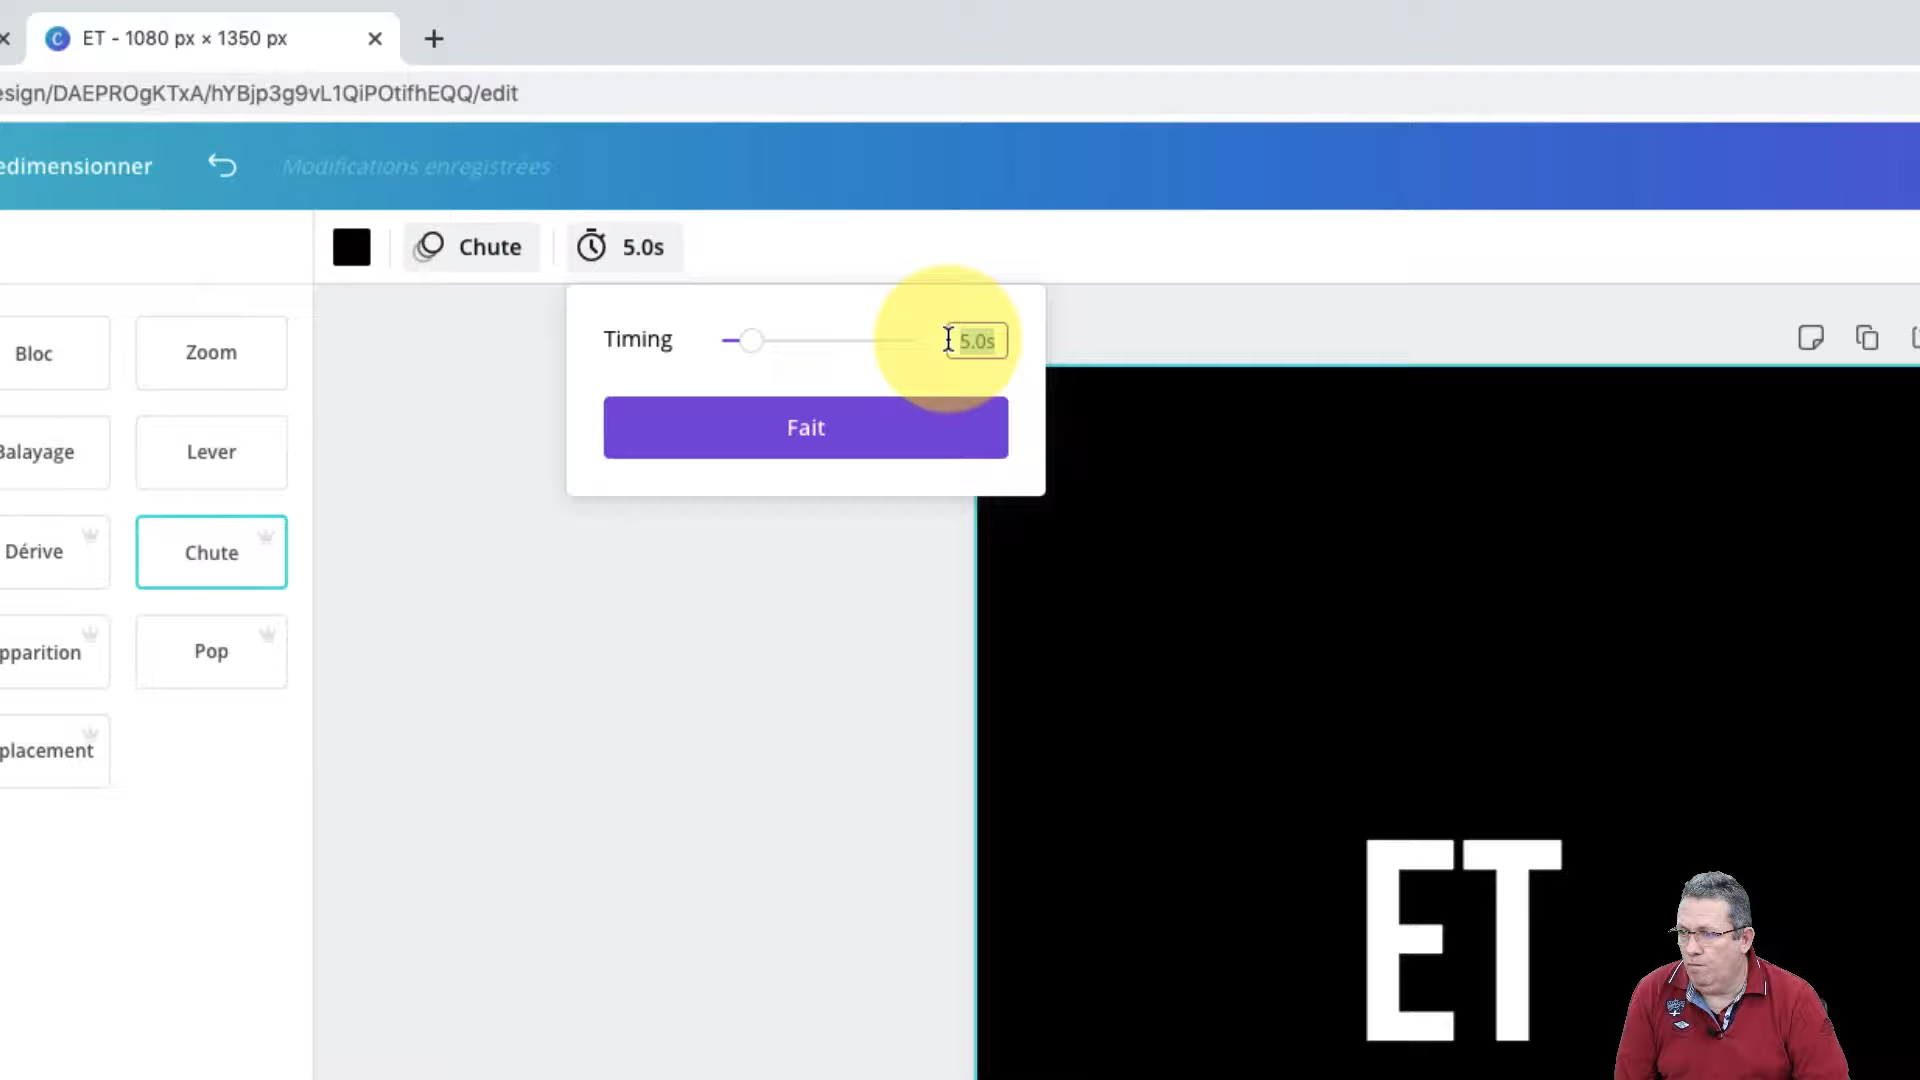 ET - 1080 px × 1350 px
esign/DAEPROgKTxA/hYBjp3g9vL1QiPOtifhEQQ/edit
edimensionner
Modifications enregistrées
Chute
5.0s
Timing
5.0s
Fait
Bloc
Zoom
Balayage
Lever
Dérive
Chute
pparition
Pop
placement
ET